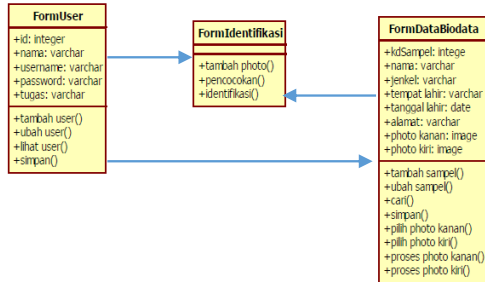 FormUser
+id: integer
+nama: varchar
+username: varchar
+password: varchar
+tugas: varchar
+tambah user()
+ubah user()
+lihat user()
+simpan()
FormIdentifikasi
+tambah photo()
+pencocokan()
+identifikasi()
FormDataBiodata
+kdSampel: intege
+nama: varchar
+jenkel: varchar
+tempat lahir: varchar
+tanggal lahir: date
+alamat: varchar
+photo kanan: image
+photo kiri: image
+tambah sampel()
+ubah sampel()
+cari()
+simpan()
+pilih photo kanan()
+pilih photo kiri()
+proses photo kanan()
+proses photo kiri()